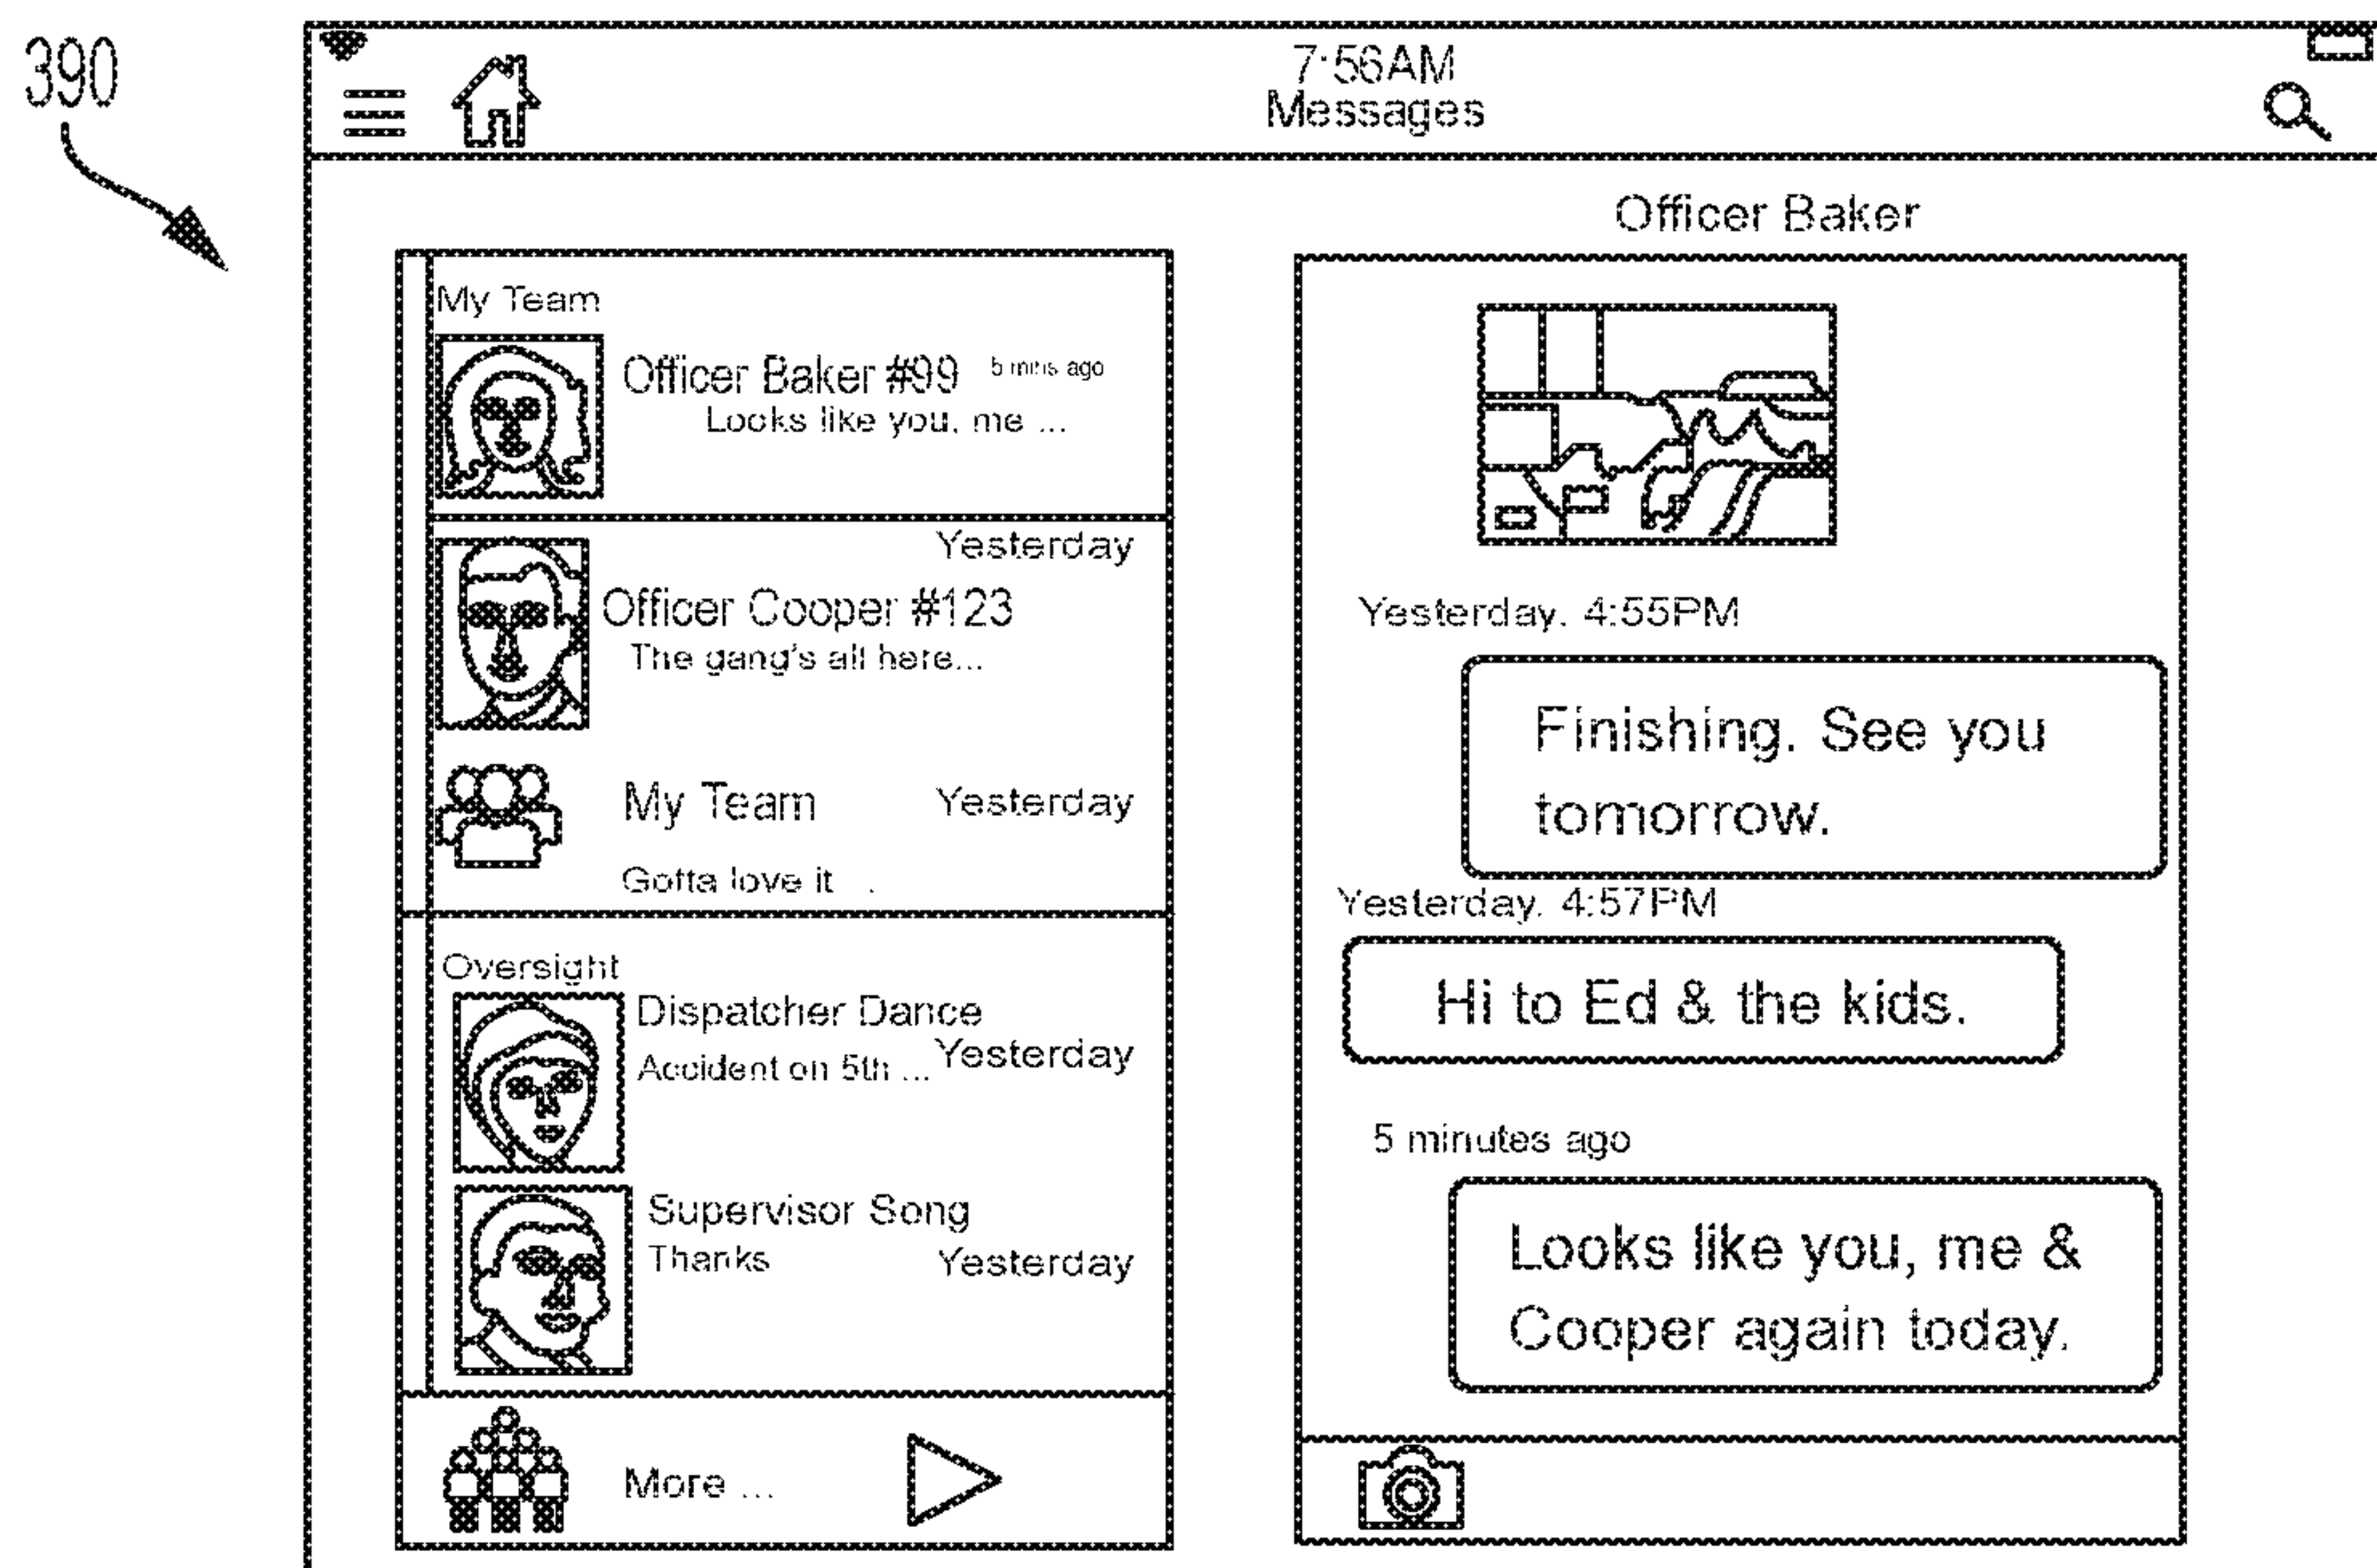 390
7:56AM
Messages
My Team
Officer Baker #99 5 mins ago
Looks like you, me ...
Yesterday
Officer Cooper #123
The gang's all here...
My Team Yesterday
Gotta love it .
Oversight
Dispatcher Dance
Accident on 5th ... Yesterday
Supervisor Song
Thanks Yesterday
More ...
Officer Baker
Yesterday. 4:55PM
Finishing. See you
tomorrow.
Yesterday. 4:57PM
Hi to Ed & the kids.
5 minutes ago
Looks like you, me &
Cooper again today.